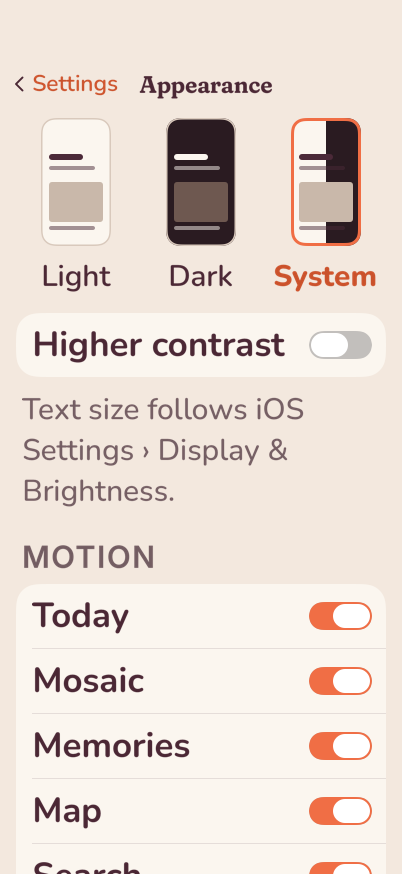 Settings
Appearance
Light
Dark
System
Higher contrast
Text size follows iOS
Settings › Display &
Brightness.
MOTION
Today
Mosaic
Memories
Map
Search